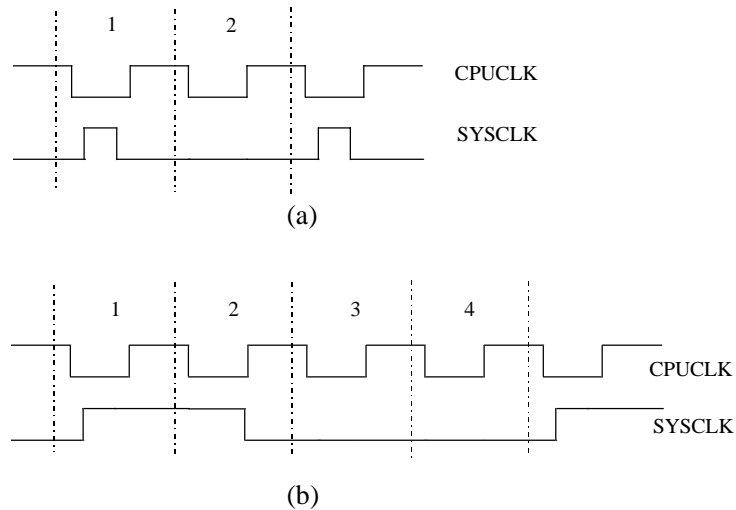 1 2
CPUCLK
SYSCLK
(a)
1 2 3 4
CPUCLK
SYSCLK
(b)